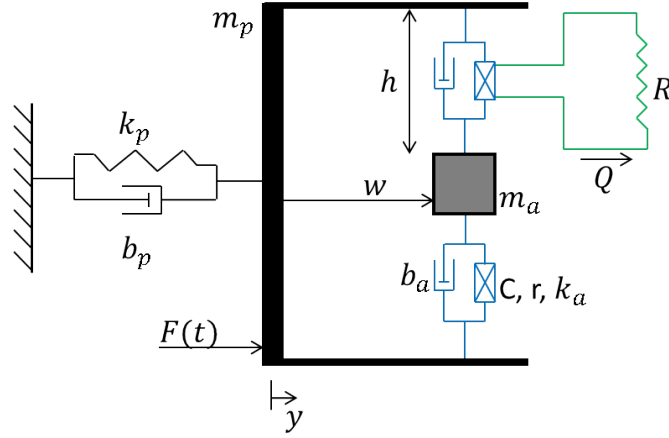 m_p
h
R
k_p
Q
w
m_a
b_p
b_a
C, r, k_a
F(t)
y